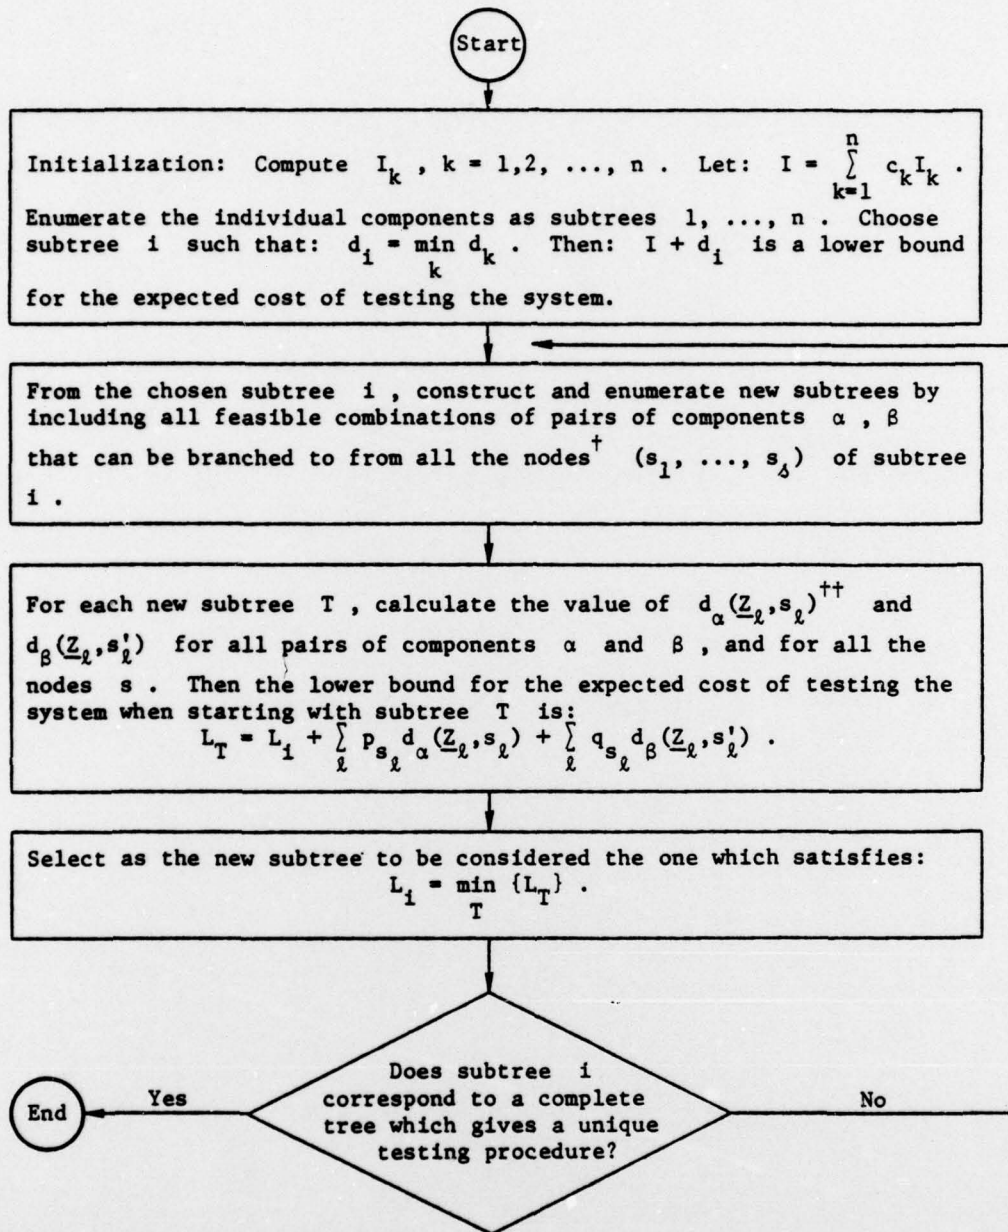 Start
Initialization: Compute I_k , k = 1,2, ..., n . Let: I = ∑_{k=1}^{n} c_k I_k .
Enumerate the individual components as subtrees 1, ..., n . Choose
subtree i such that: d_i = min_k d_k . Then: I + d_i is a lower bound
for the expected cost of testing the system.
From the chosen subtree i , construct and enumerate new subtrees by
including all feasible combinations of pairs of components α , β
that can be branched to from all the nodes† (s_1, ..., s_𝓈) of subtree
i .
For each new subtree T , calculate the value of d_α(Z_ℓ,s_ℓ)†† and
d_β(Z_ℓ,s'_ℓ) for all pairs of components α and β , and for all the
nodes s . Then the lower bound for the expected cost of testing the
system when starting with subtree T is:
L_T = L_i + ∑_ℓ p_{s_ℓ} d_α(Z_ℓ,s_ℓ) + ∑_ℓ q_{s_ℓ} d_β(Z_ℓ,s'_ℓ) .
Select as the new subtree to be considered the one which satisfies:
L_i = min_T {L_T} .
Does subtree i
correspond to a complete
tree which gives a unique
testing procedure?
Yes
End
No